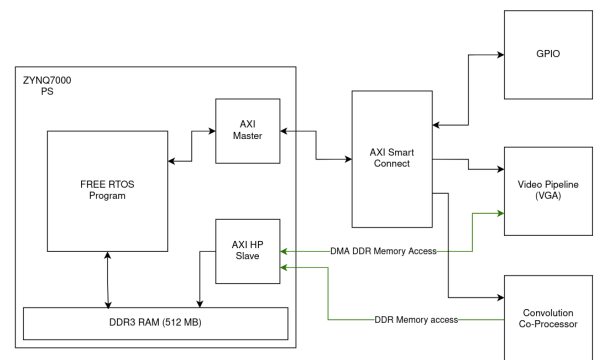 ZYNQ7000
PS
FREE RTOS
Program
AXI
Master
AXI HP
Slave
DDR3 RAM (512 MB)
AXI Smart
Connect
GPIO
Video Pipeline
(VGA)
DMA DDR Memory Access
DDR Memory access
Convolution
Co-Processor